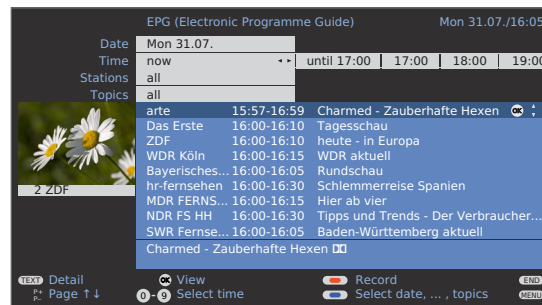 EPG (Electronic Programme Guide) Mon 31.07./16:05
Date Mon 31.07.
Time now until 17:00 17:00 18:00 19:00
Stations all
Topics all
arte 15:57-16:59 Charmed - Zauberhafte Hexen OK
Das Erste 16:00-16:10 Tagesschau
ZDF 16:00-16:10 heute - in Europa
WDR Köln 16:00-16:15 WDR aktuell
Bayerisches... 16:00-16:05 Rundschau
hr-fernsehen 16:00-16:30 Schlemmerreise Spanien
MDR FERNS... 16:00-16:15 Hier ab vier
NDR FS HH 16:00-16:30 Tipps und Trends - Der Verbraucher...
SWR Fernse... 16:00-16:05 Baden-Württemberg aktuell
2 ZDF
Charmed - Zauberhafte Hexen
TEXT Detail OK View Record END
P+ P- Page ↑↓ 0-9 Select time Select date, ... , topics MENU